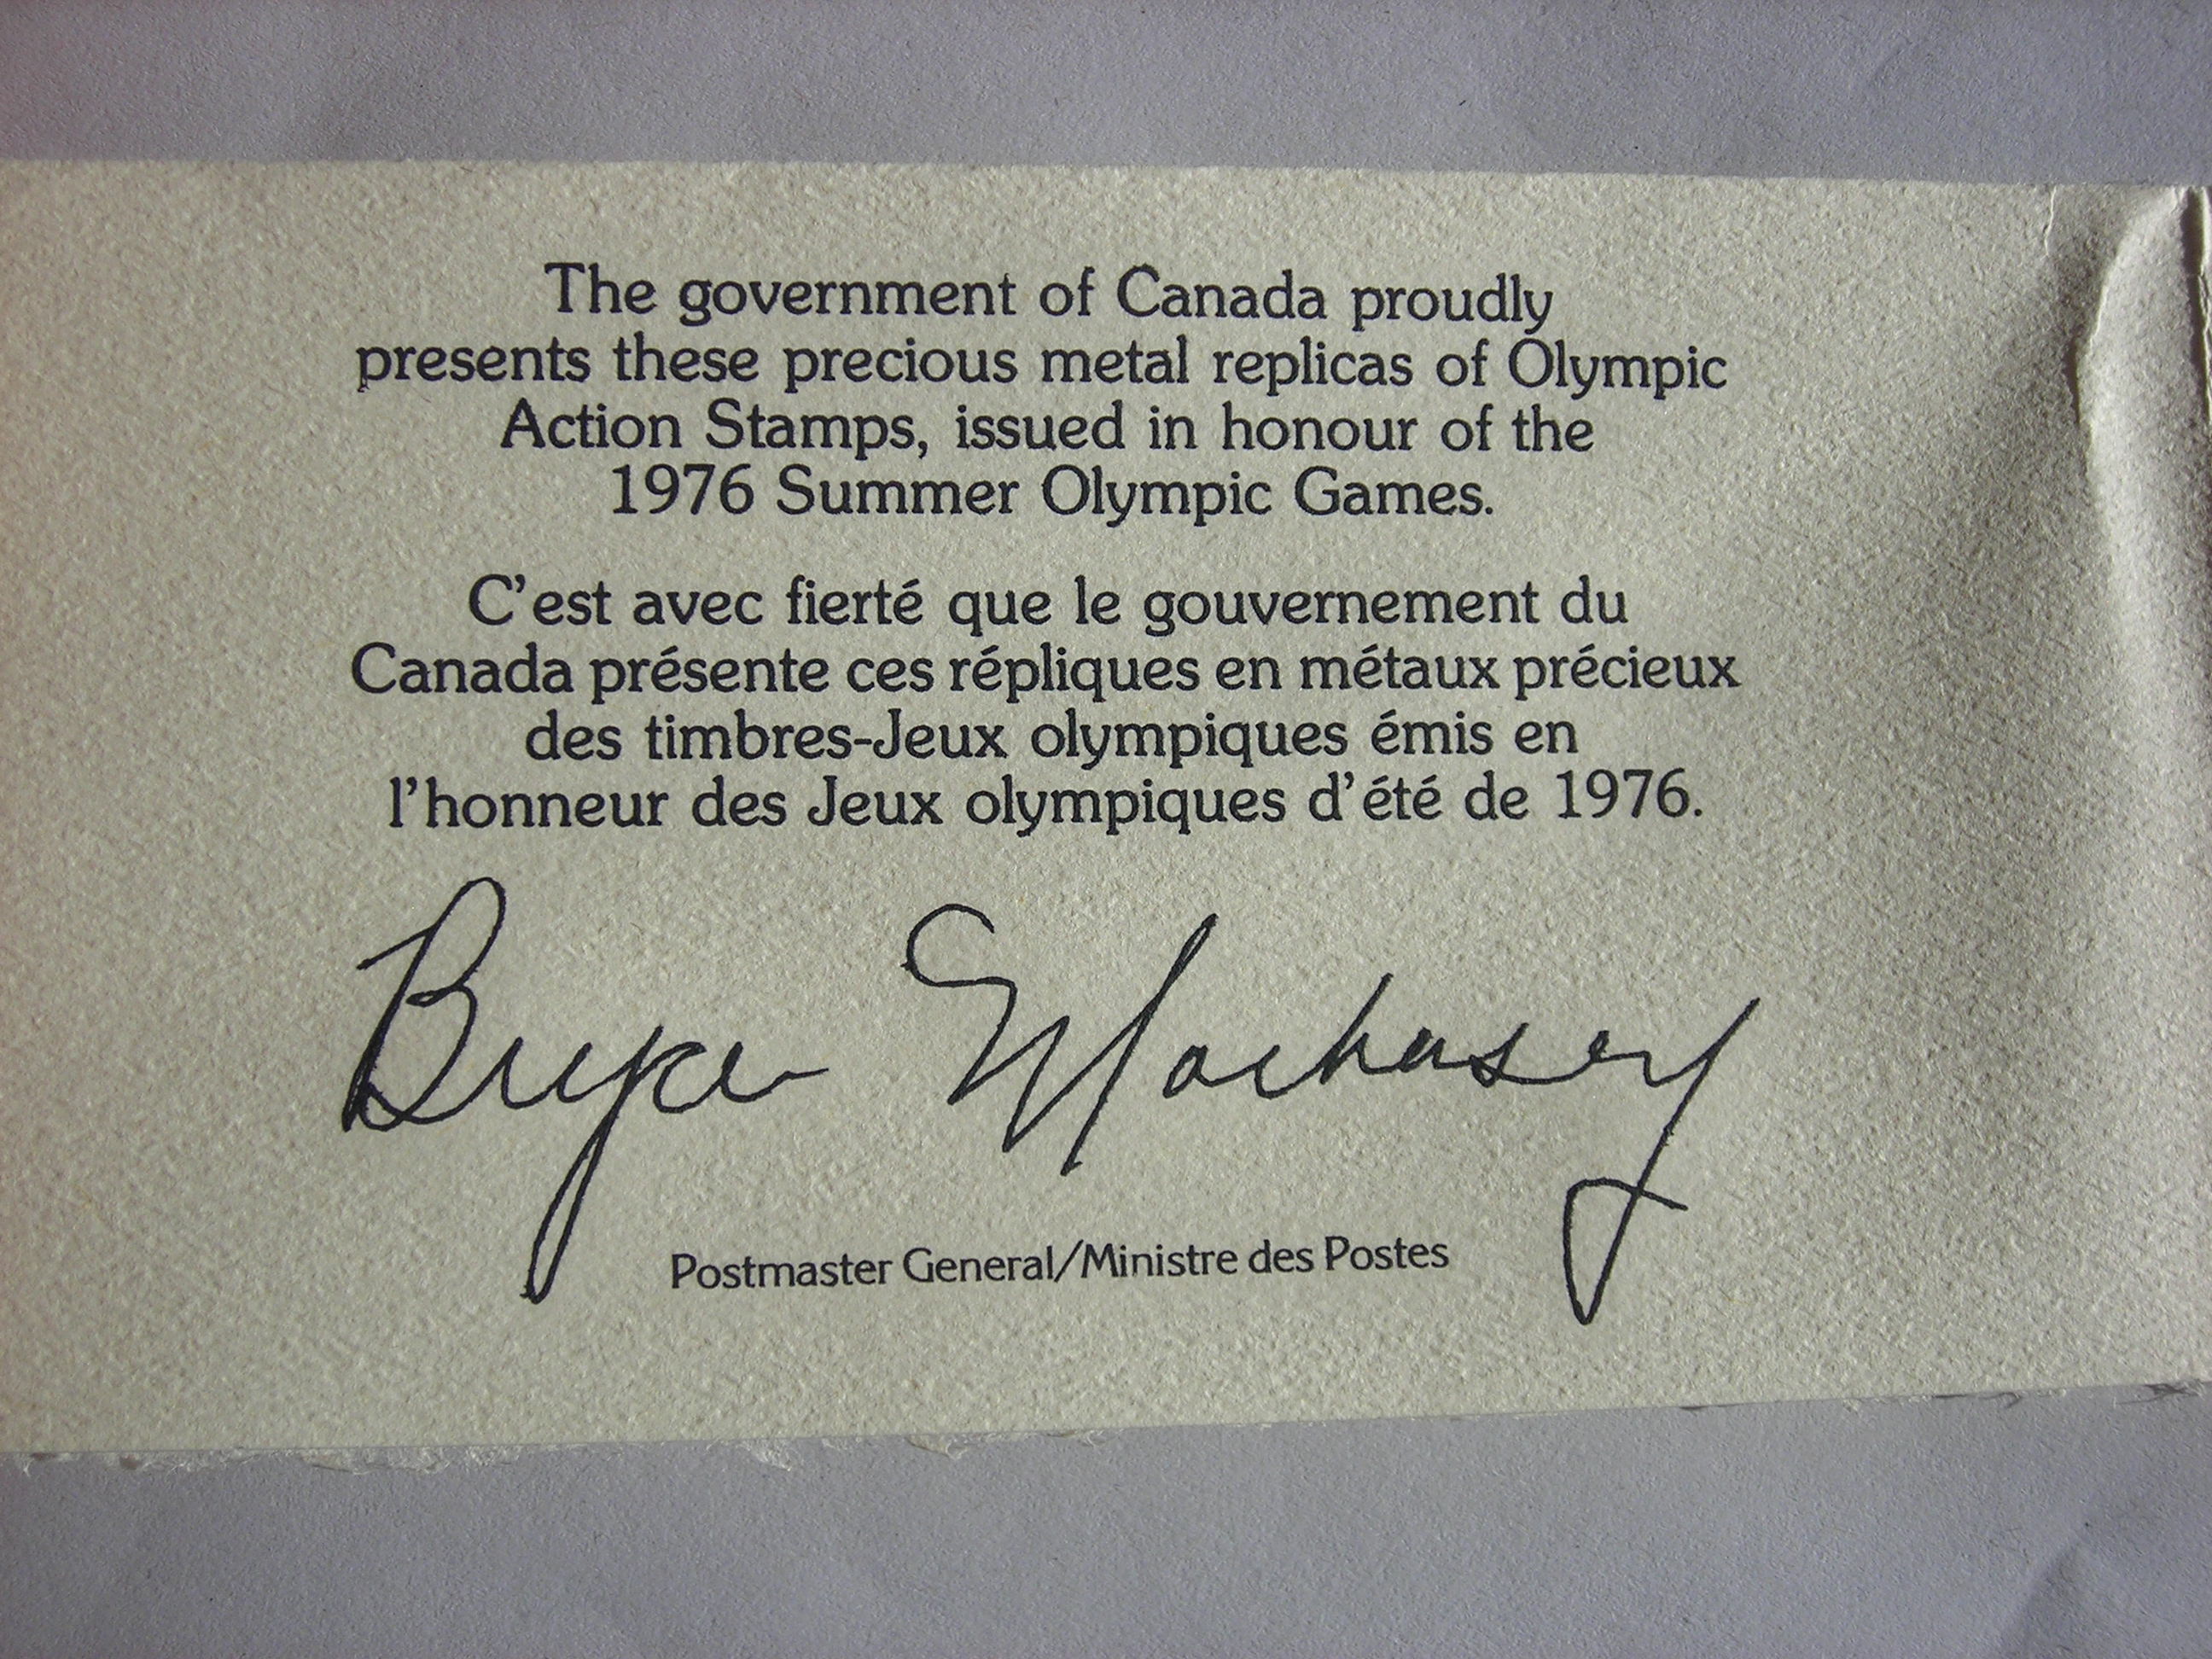 The government of Canada proudly
presents these precious metal replicas of Olympic
Action Stamps, issued in honour of the
1976 Summer Olympic Games.
C'est avec fierté que le gouvernement du
Canada présente ces répliques en métaux précieux
des timbres-Jeux olympiques émis en
l'honneur des Jeux olympiques d'été de 1976.
Bryce Mackasey
Postmaster General/Ministre des Postes